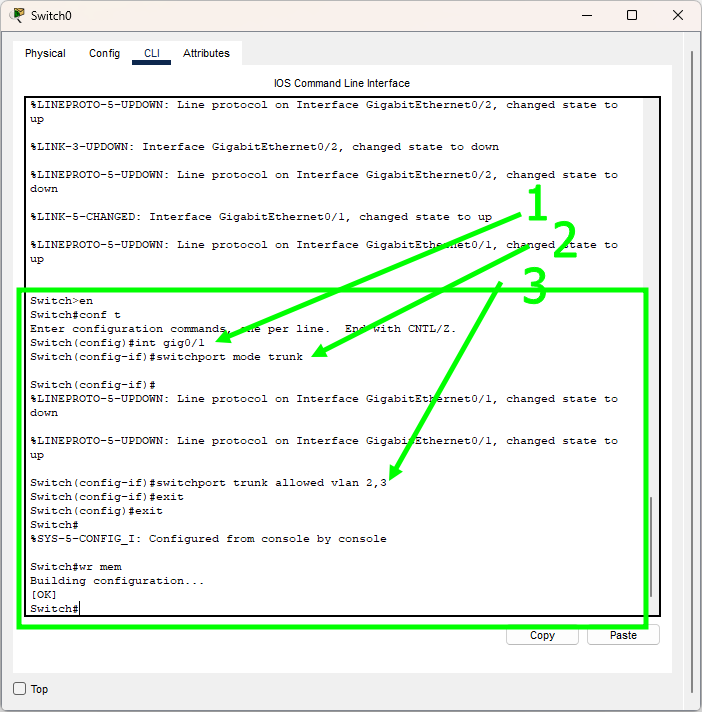 Switch0
Physical Config CLI Attributes
IOS Command Line Interface
%LINEPROTO-5-UPDOWN: Line protocol on Interface GigabitEthernet0/2, changed state to
up
%LINK-3-UPDOWN: Interface GigabitEthernet0/2, changed state to down
%LINEPROTO-5-UPDOWN: Line protocol on Interface GigabitEthernet0/2, changed state to
down
%LINK-5-CHANGED: Interface GigabitEthernet0/1, changed state to up
1
%LINEPROTO-5-UPDOWN: Line protocol on Interface GigabitEthernet0/1, changed state to
up
2
3
Switch>en
Switch#conf t
Enter configuration commands, one per line. End with CNTL/Z.
Switch(config)#int gig0/1
Switch(config-if)#switchport mode trunk
Switch(config-if)#
%LINEPROTO-5-UPDOWN: Line protocol on Interface GigabitEthernet0/1, changed state to
down
%LINEPROTO-5-UPDOWN: Line protocol on Interface GigabitEthernet0/1, changed state to
up
Switch(config-if)#switchport trunk allowed vlan 2,3
Switch(config-if)#exit
Switch(config)#exit
Switch#
%SYS-5-CONFIG_I: Configured from console by console
Switch#wr mem
Building configuration...
[OK]
Switch#
Copy Paste
Top